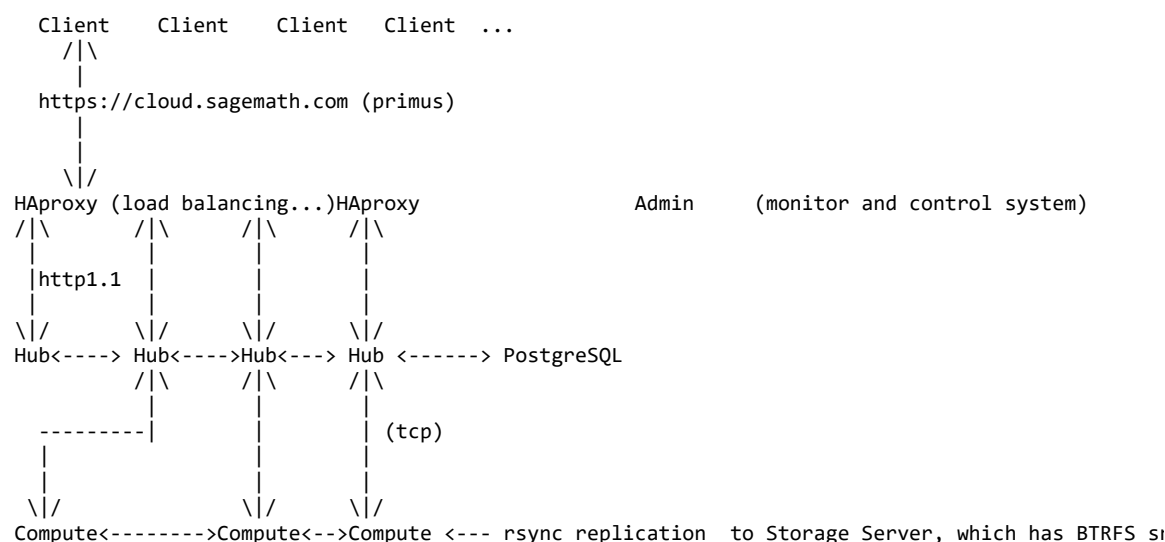 Client Client Client Client ...
https://cloud.sagemath.com (primus)
HAproxy (load balancing...)HAproxy Admin (monitor and control system)
http1.1
Hub<----> Hub<---->Hub<---> Hub <------> PostgreSQL
(tcp)
Compute<-------->Compute<-->Compute <--- rsync replication to Storage Server, which has BTRFS